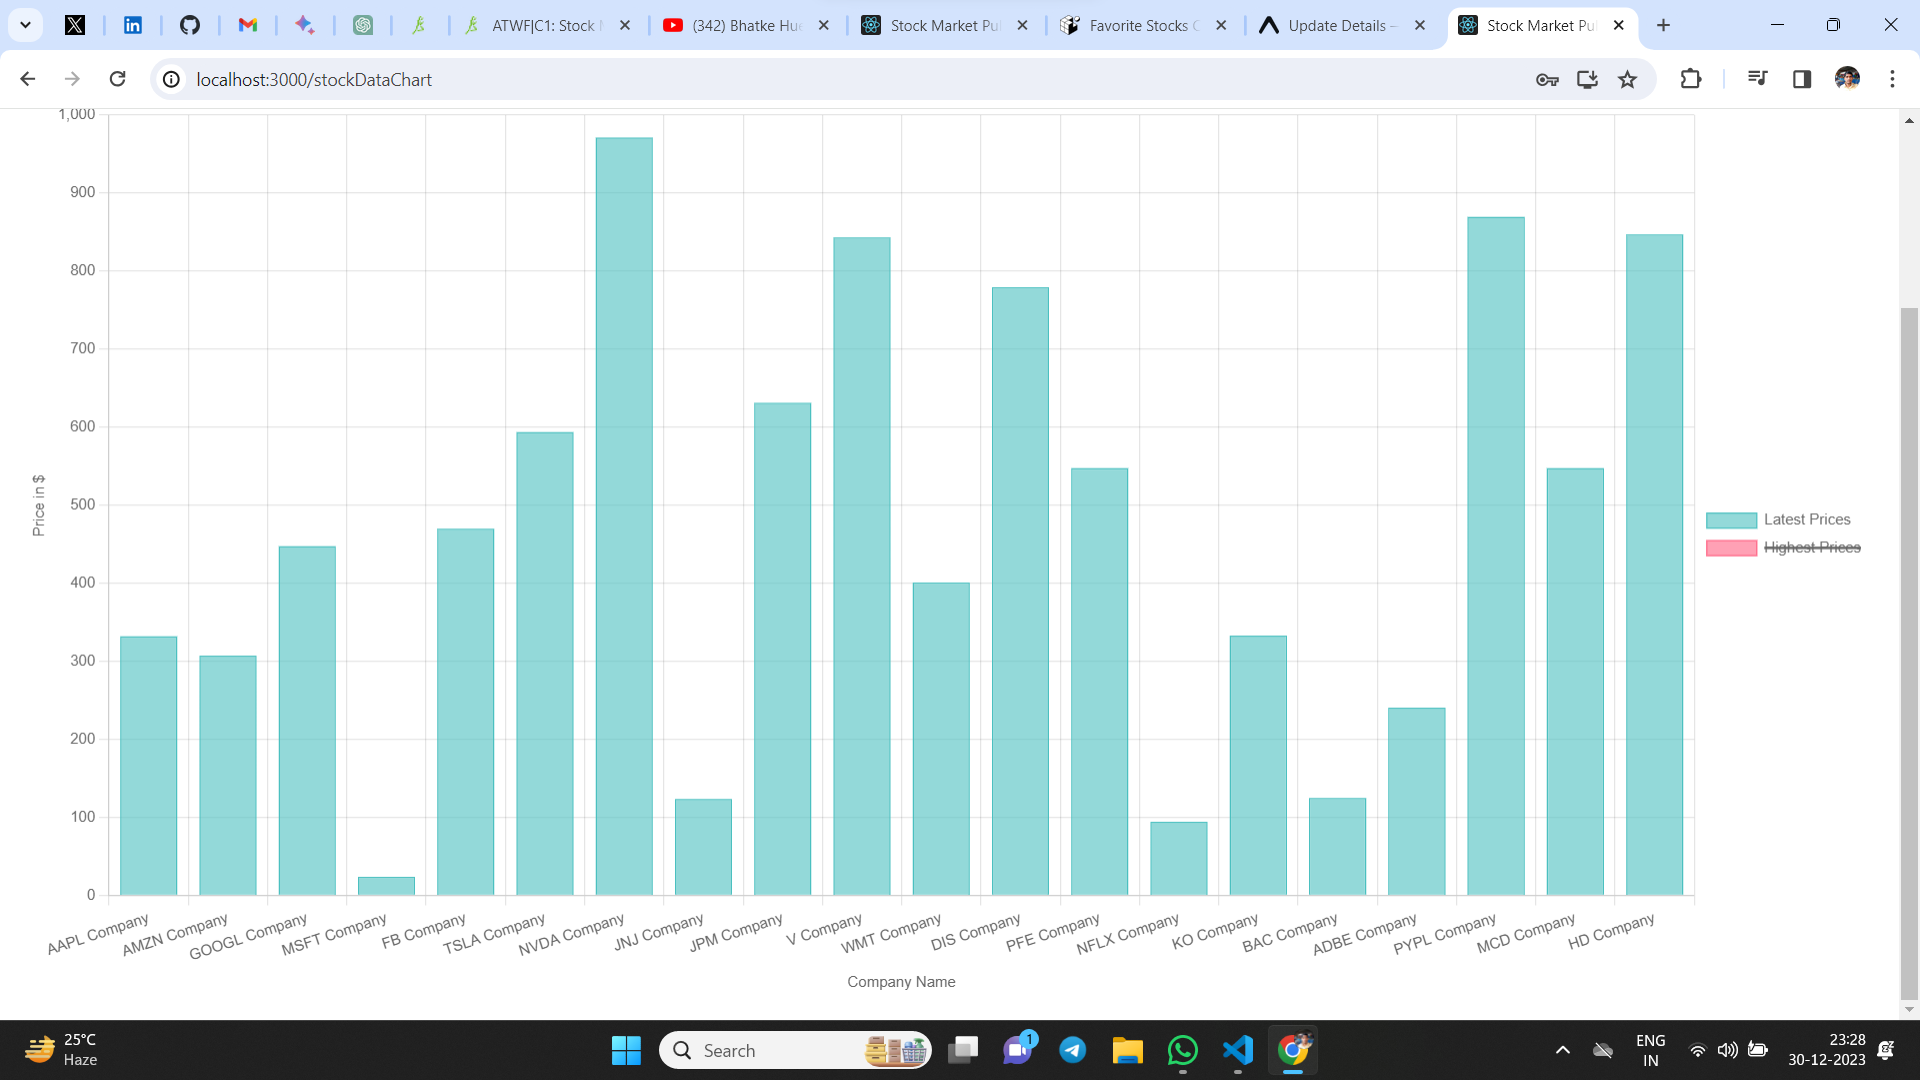 ATWF|C1: Stock M
(342) Bhatke Hue
Stock Market Pul
Favorite Stocks C
Update Details –
Stock Market Pul
localhost:3000/stockDataChart
1,000
900
800
700
600
500
400
300
200
100
0
Price in $
Latest Prices
Highest Prices
AAPL Company
AMZN Company
GOOGL Company
MSFT Company
FB Company
TSLA Company
NVDA Company
JNJ Company
JPM Company
V Company
WMT Company
DIS Company
PFE Company
NFLX Company
KO Company
BAC Company
ADBE Company
PYPL Company
MCD Company
HD Company
Company Name
25°C
Haze
Search
1
ENG
IN
23:28
30-12-2023